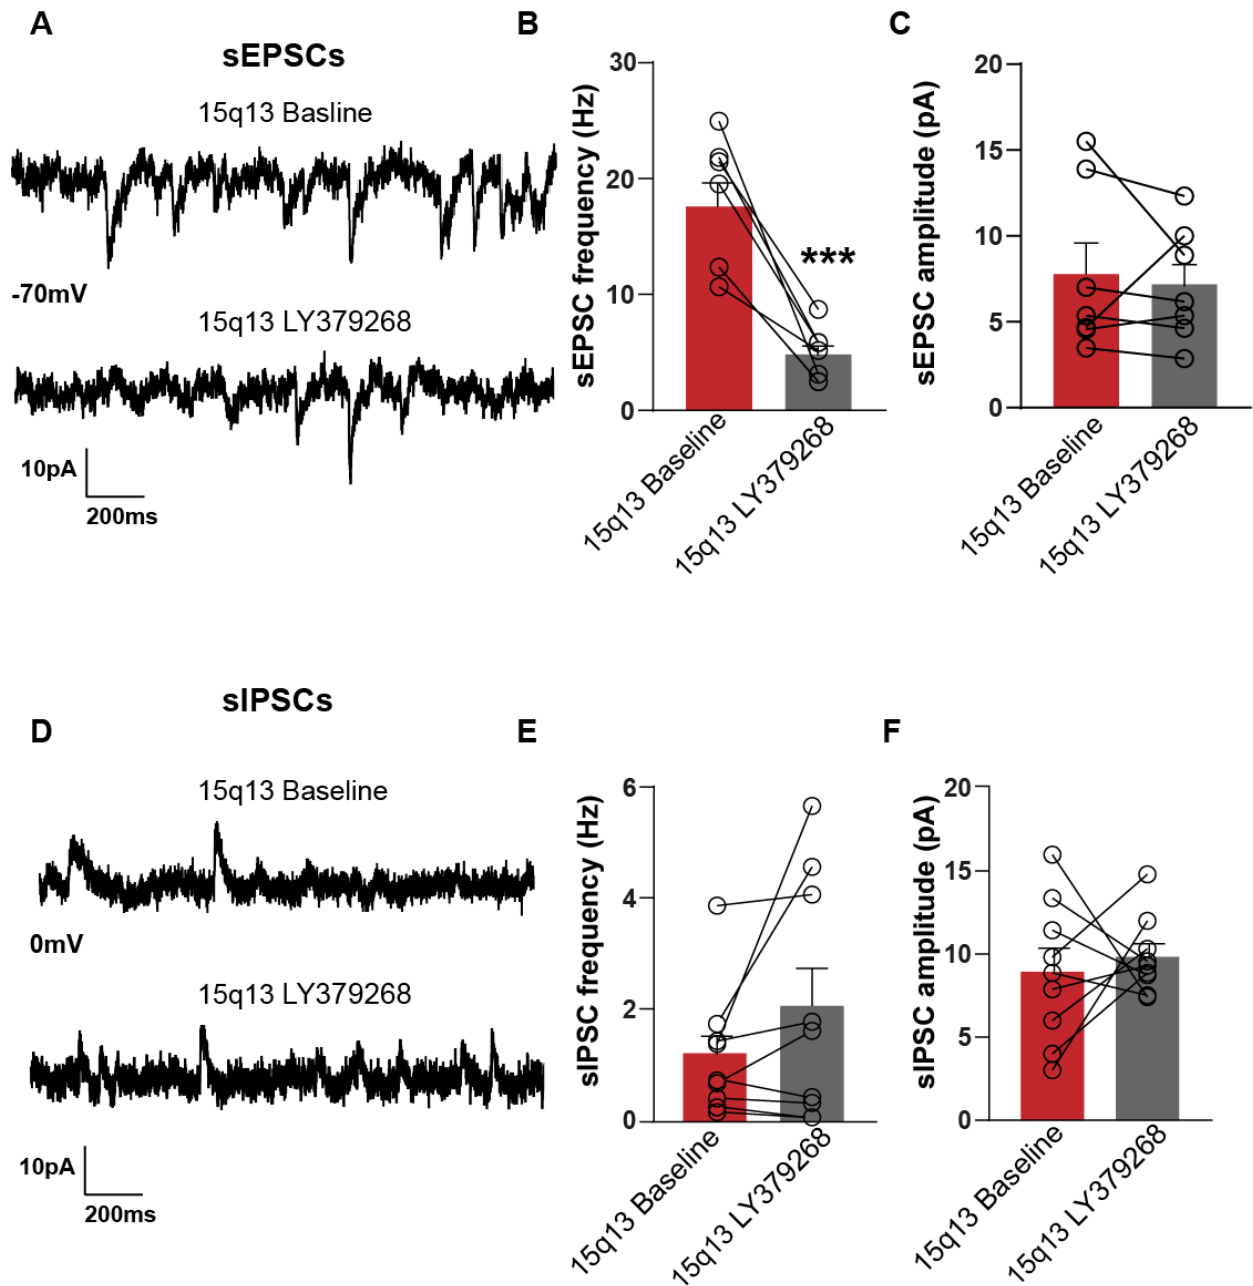 A
sEPSCs
15q13 Basline
-70mV
15q13 LY379268
10pA
200ms
B
sEPSC frequency (Hz)
30
20
10
0
***
15q13 Baseline
15q13 LY379268
C
sEPSC amplitude (pA)
20
15
10
5
0
15q13 Baseline
15q13 LY379268
sIPSCs
D
15q13 Baseline
0mV
15q13 LY379268
10pA
200ms
E
sIPSC frequency (Hz)
6
4
2
0
15q13 Baseline
15q13 LY379268
F
sIPSC amplitude (pA)
20
15
10
5
0
15q13 Baseline
15q13 LY379268